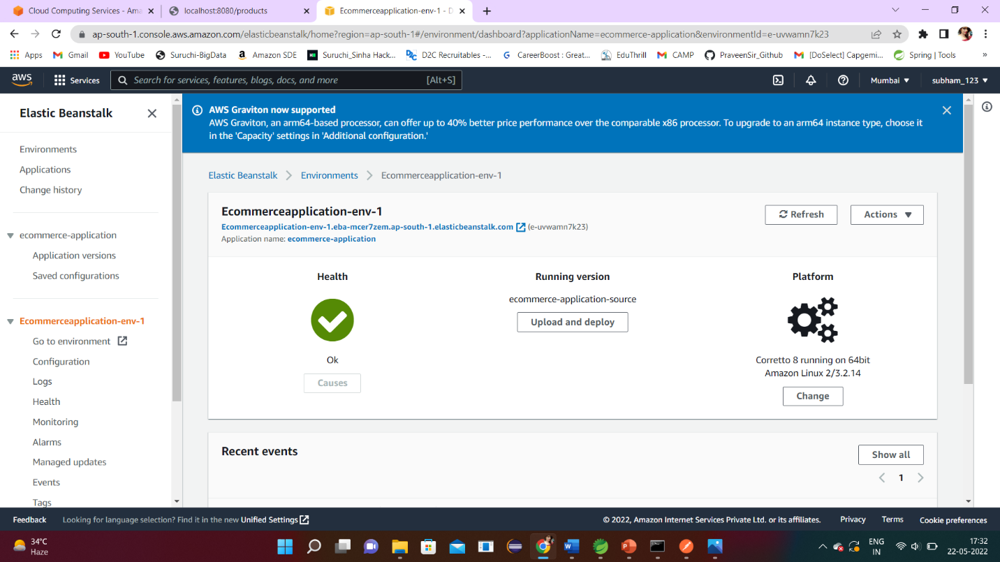 Cloud Computing Services - Ama
localhost:8080/products
Ecommerceapplication-env-1 - D
ap-south-1.console.aws.amazon.com/elasticbeanstalk/home?region=ap-south-1#/environment/dashboard?applicationName=ecommerce-application&environmentId=e-uvwamn7k23
Apps
Gmail
YouTube
Suruchi-BigData
Amazon SDE
Suruchi_Sinha Hack...
D2C Recruitables -...
CareerBoost : Great...
EduThrill
CAMP
PraveenSir_Github
[DoSelect] Capgemi...
Spring | Tools
»
aws
Services
Search for services, features, blogs, docs, and more
[Alt+S]
Mumbai
subham_123
Elastic Beanstalk
Environments
Applications
Change history
ecommerce-application
Application versions
Saved configurations
Ecommerceapplication-env-1
Go to environment
Configuration
Logs
Health
Monitoring
Alarms
Managed updates
Events
Tags
AWS Graviton now supported
AWS Graviton, an arm64-based processor, can offer up to 40% better price performance over the comparable x86 processor. To upgrade to an arm64 instance type, choose it
in the 'Capacity' settings in 'Additional configuration.'
Elastic Beanstalk
Environments
Ecommerceapplication-env-1
Ecommerceapplication-env-1
Ecommerceapplication-env-1.eba-mcer7zem.ap-south-1.elasticbeanstalk.com (e-uvwamn7k23)
Application name: ecommerce-application
Refresh
Actions
Health
Ok
Causes
Running version
ecommerce-application-source
Upload and deploy
Platform
Corretto 8 running on 64bit
Amazon Linux 2/3.2.14
Change
Recent events
Show all
1
Feedback
Looking for language selection? Find it in the new Unified Settings
© 2022, Amazon Internet Services Private Ltd. or its affiliates.
Privacy
Terms
Cookie preferences
34°C
Haze
ENG
IN
17:32
22-05-2022